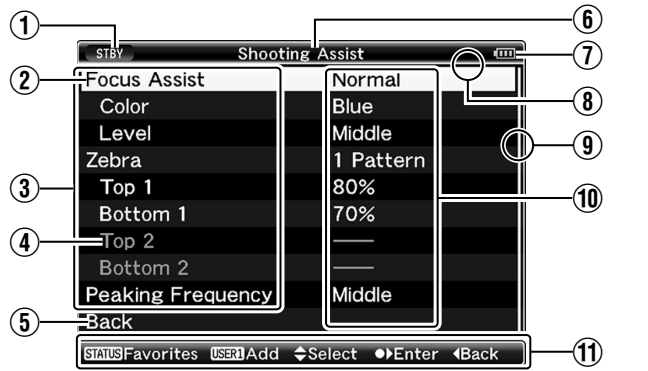 ① ⑥
STBY Shooting Assist ⑦
② Focus Assist Normal ⑧
Color Blue
Level Middle ⑨
Zebra 1 Pattern
③ Top 1 80% ⑩
Bottom 1 70%
④ Top 2 ——
Bottom 2 ——
Peaking Frequency Middle
⑤ Back
STATUS Favorites USER1 Add Select Enter Back ⑪